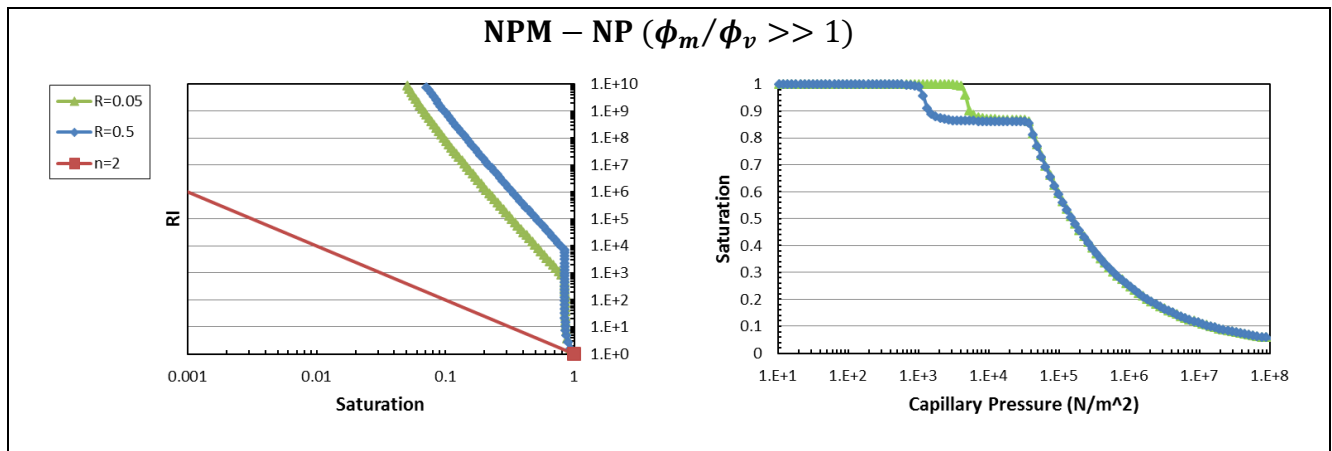 NPM – NP (ϕm/ϕv >> 1)
R=0.05
R=0.5
n=2
RI
1.E+10
1.E+9
1.E+8
1.E+7
1.E+6
1.E+5
1.E+4
1.E+3
1.E+2
1.E+1
1.E+0
0.001 0.01 0.1 1
Saturation
Saturation
1
0.9
0.8
0.7
0.6
0.5
0.4
0.3
0.2
0.1
0
1.E+1 1.E+2 1.E+3 1.E+4 1.E+5 1.E+6 1.E+7 1.E+8
Capillary Pressure (N/m^2)